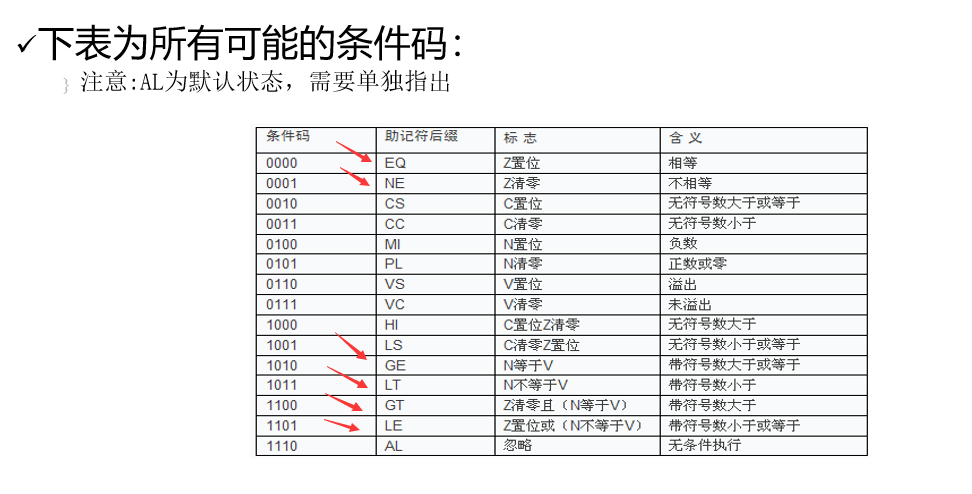 ✓下表为所有可能的条件码:
} 注意:AL为默认状态，需要单独指出
条件码 助记符后缀 标 志 含 义
0000 EQ Z置位 相等
0001 NE Z清零 不相等
0010 CS C置位 无符号数大于或等于
0011 CC C清零 无符号数小于
0100 MI N置位 负数
0101 PL N清零 正数或零
0110 VS V置位 溢出
0111 VC V清零 未溢出
1000 HI C置位Z清零 无符号数大于
1001 LS C清零Z置位 无符号数小于或等于
1010 GE N等于V 带符号数大于或等于
1011 LT N不等于V 带符号数小于
1100 GT Z清零且（N等于V） 带符号数大于
1101 LE Z置位或（N不等于V） 带符号数小于或等于
1110 AL 忽略 无条件执行